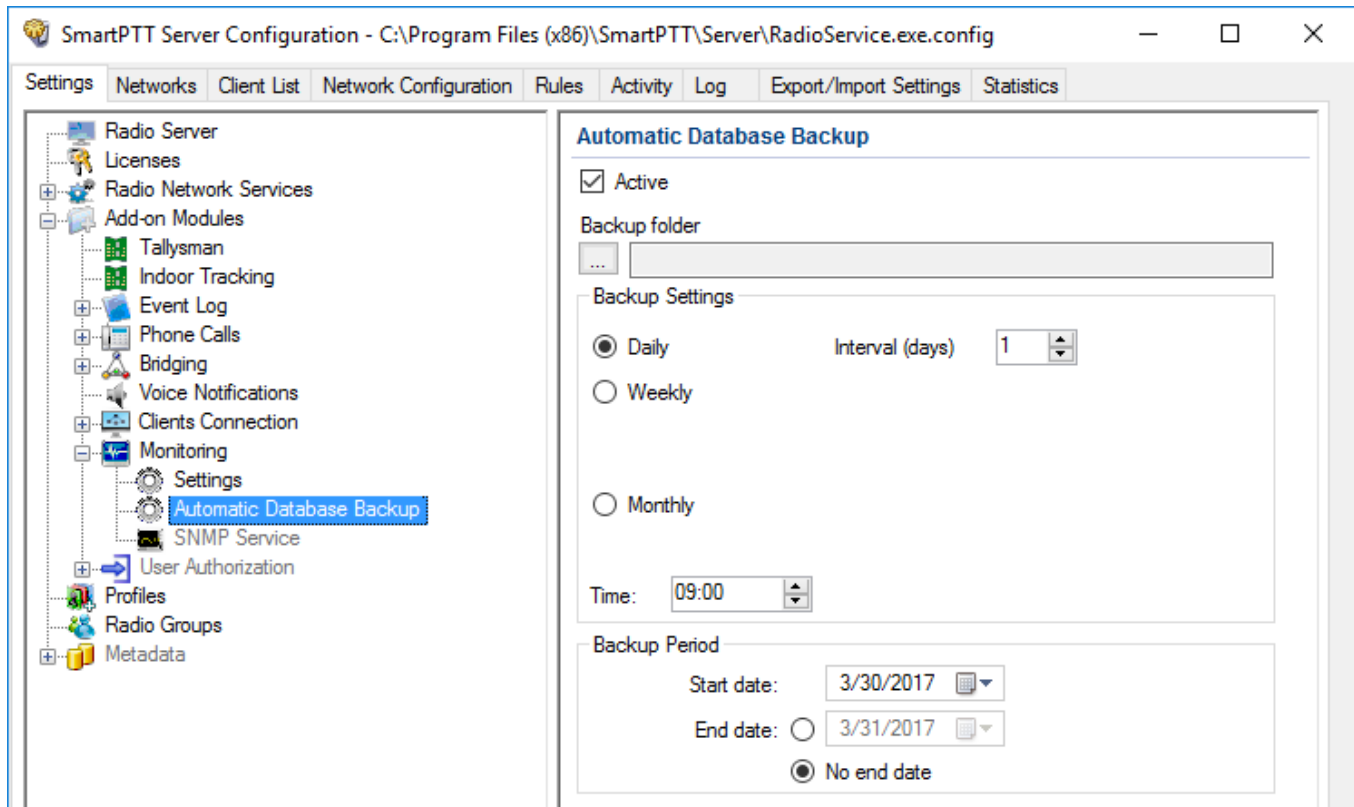 SmartPTT Server Configuration - C:\Program Files (x86)\SmartPTT\Server\RadioService.exe.config
Settings Networks Client List Network Configuration Rules Activity Log Export/Import Settings Statistics
Radio Server
Licenses
Radio Network Services
Add-on Modules
Tallysman
Indoor Tracking
Event Log
Phone Calls
Bridging
Voice Notifications
Clients Connection
Monitoring
Settings
Automatic Database Backup
SNMP Service
User Authorization
Profiles
Radio Groups
Metadata
Automatic Database Backup
Active
Backup folder
...
Backup Settings
Daily Interval (days) 1
Weekly
Monthly
Time: 09:00
Backup Period
Start date: 3/30/2017
End date: 3/31/2017
No end date